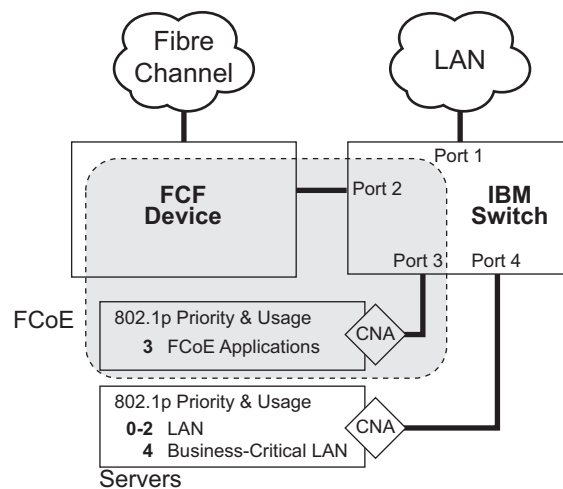 Fibre
Channel
LAN
Port 1
FCF
Device
Port 2
IBM
Switch
Port 3
Port 4
FCoE
802.1p Priority & Usage
3 FCoE Applications
CNA
802.1p Priority & Usage
0-2 LAN
4 Business-Critical LAN
CNA
Servers